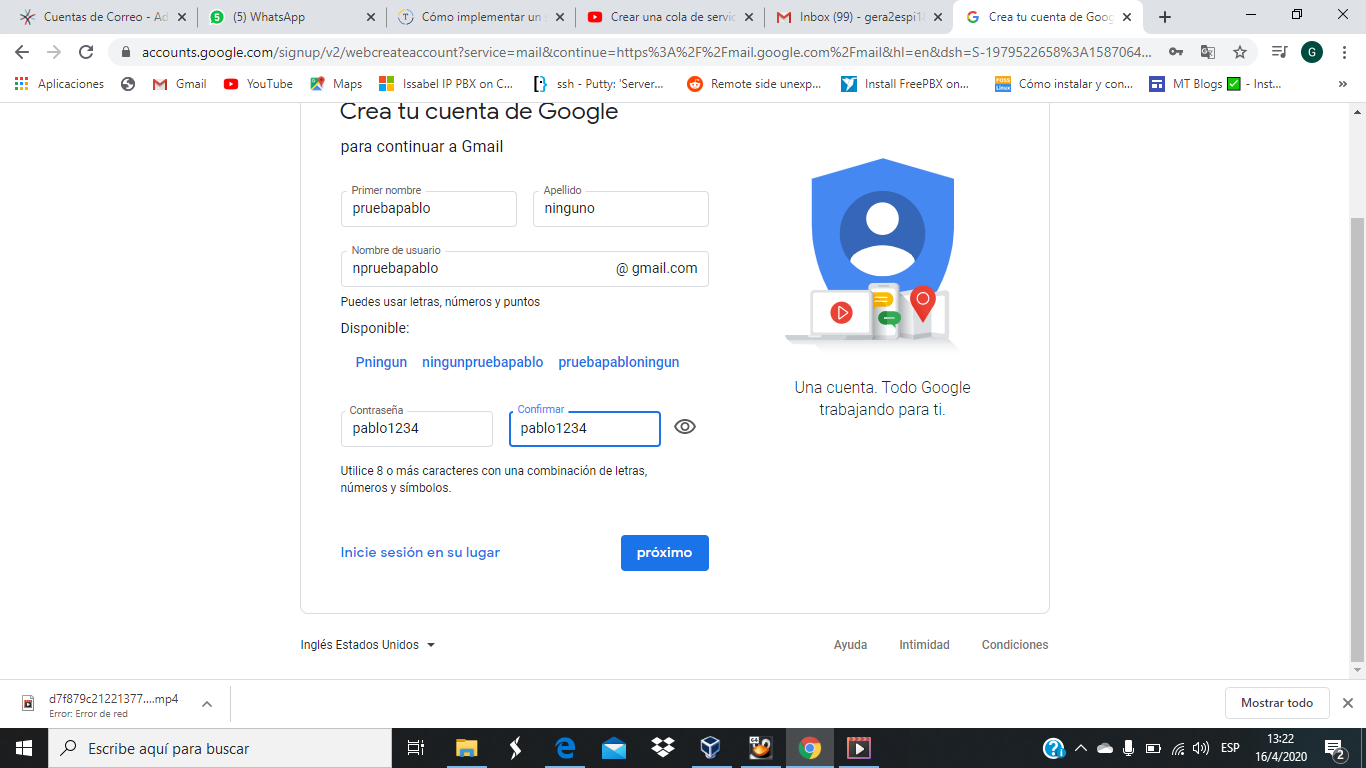 Cuentas de Correo - Ad
(5) WhatsApp
Cómo implementar un s
Crear una cola de servic
Inbox (99) - gera2espi18
Crea tu cuenta de Goog
accounts.google.com/signup/v2/webcreateaccount?service=mail&continue=https%3A%2F%2Fmail.google.com%2Fmail&hl=en&dsh=S-1979522658%3A1587064...
G
Aplicaciones
Gmail
YouTube
Maps
Issabel IP PBX on C...
ssh - Putty: 'Server...
Remote side unexp...
Install FreePBX on...
Cómo instalar y con...
MT Blogs ✅ - Inst...
»
Crea tu cuenta de Google
para continuar a Gmail
Primer nombre
Apellido
pruebapablo
ninguno
Nombre de usuario
npruebapablo
@ gmail.com
Puedes usar letras, números y puntos
Disponible:
Pningun
ningunpruebapablo
pruebapabloningun
Contraseña
Confirmar
pablo1234
pablo1234
Utilice 8 o más caracteres con una combinación de letras,
números y símbolos.
Inicie sesión en su lugar
próximo
Una cuenta. Todo Google
trabajando para ti.
Inglés Estados Unidos
Ayuda
Intimidad
Condiciones
d7f879c21221377....mp4
Error: Error de red
Mostrar todo
Escribe aquí para buscar
ESP
13:22
16/4/2020
2